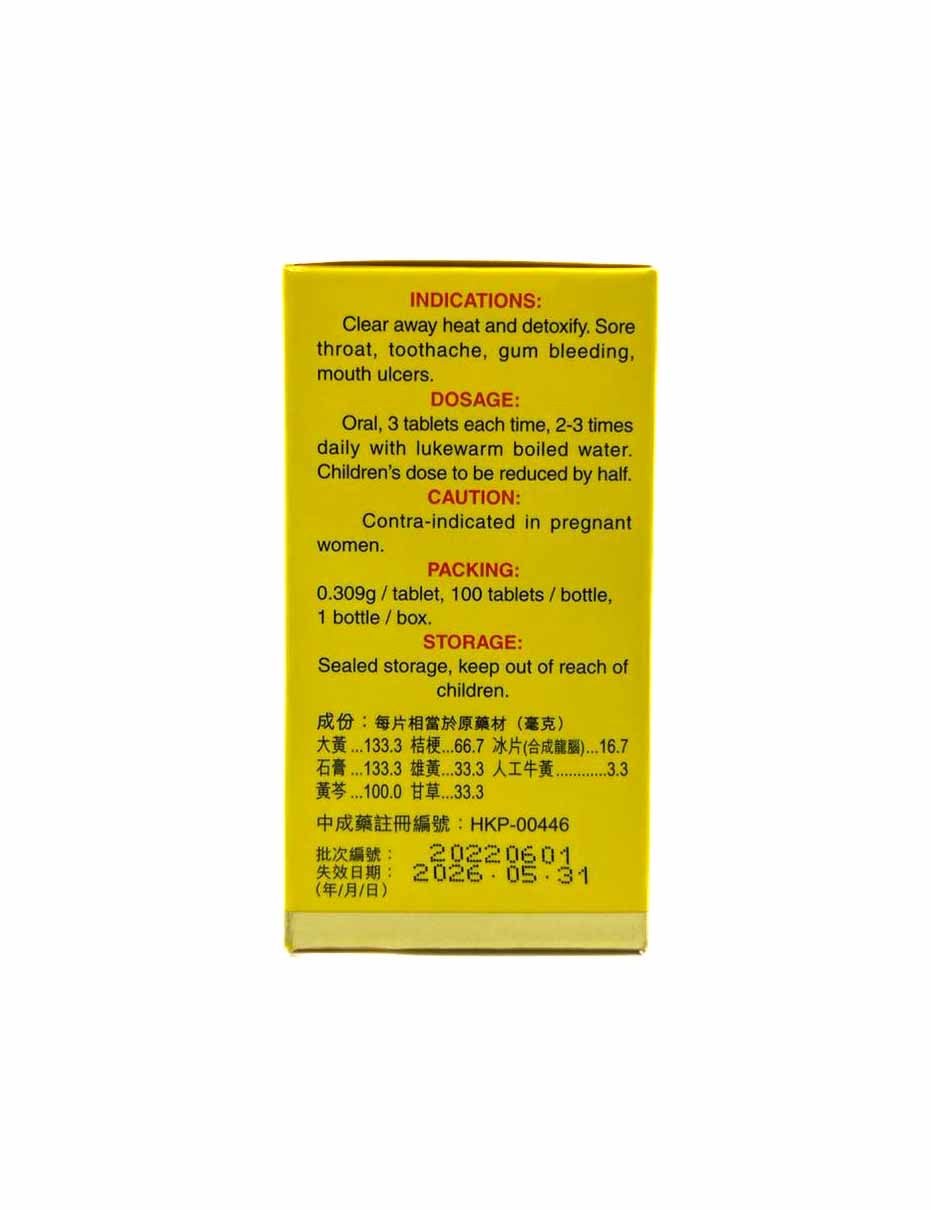 INDICATIONS:
Clear away heat and detoxify. Sore
throat, toothache, gum bleeding,
mouth ulcers.
DOSAGE:
Oral, 3 tablets each time, 2-3 times
daily with lukewarm boiled water.
Children's dose to be reduced by half.
CAUTION:
Contra-indicated in pregnant
women.
PACKING:
0.309g / tablet, 100 tablets / bottle,
1 bottle / box.
STORAGE:
Sealed storage, keep out of reach of
children.
成份：每片相當於原藥材（毫克）
大黃...133.3 桔梗...66.7 冰片(合成龍腦)...16.7
石膏...133.3 雄黃...33.3 人工牛黃............3.3
黃芩...100.0 甘草...33.3
中成藥註冊編號：HKP-00446
批次編號： 20220601
失效日期： 2026.05.31
（年/月/日）